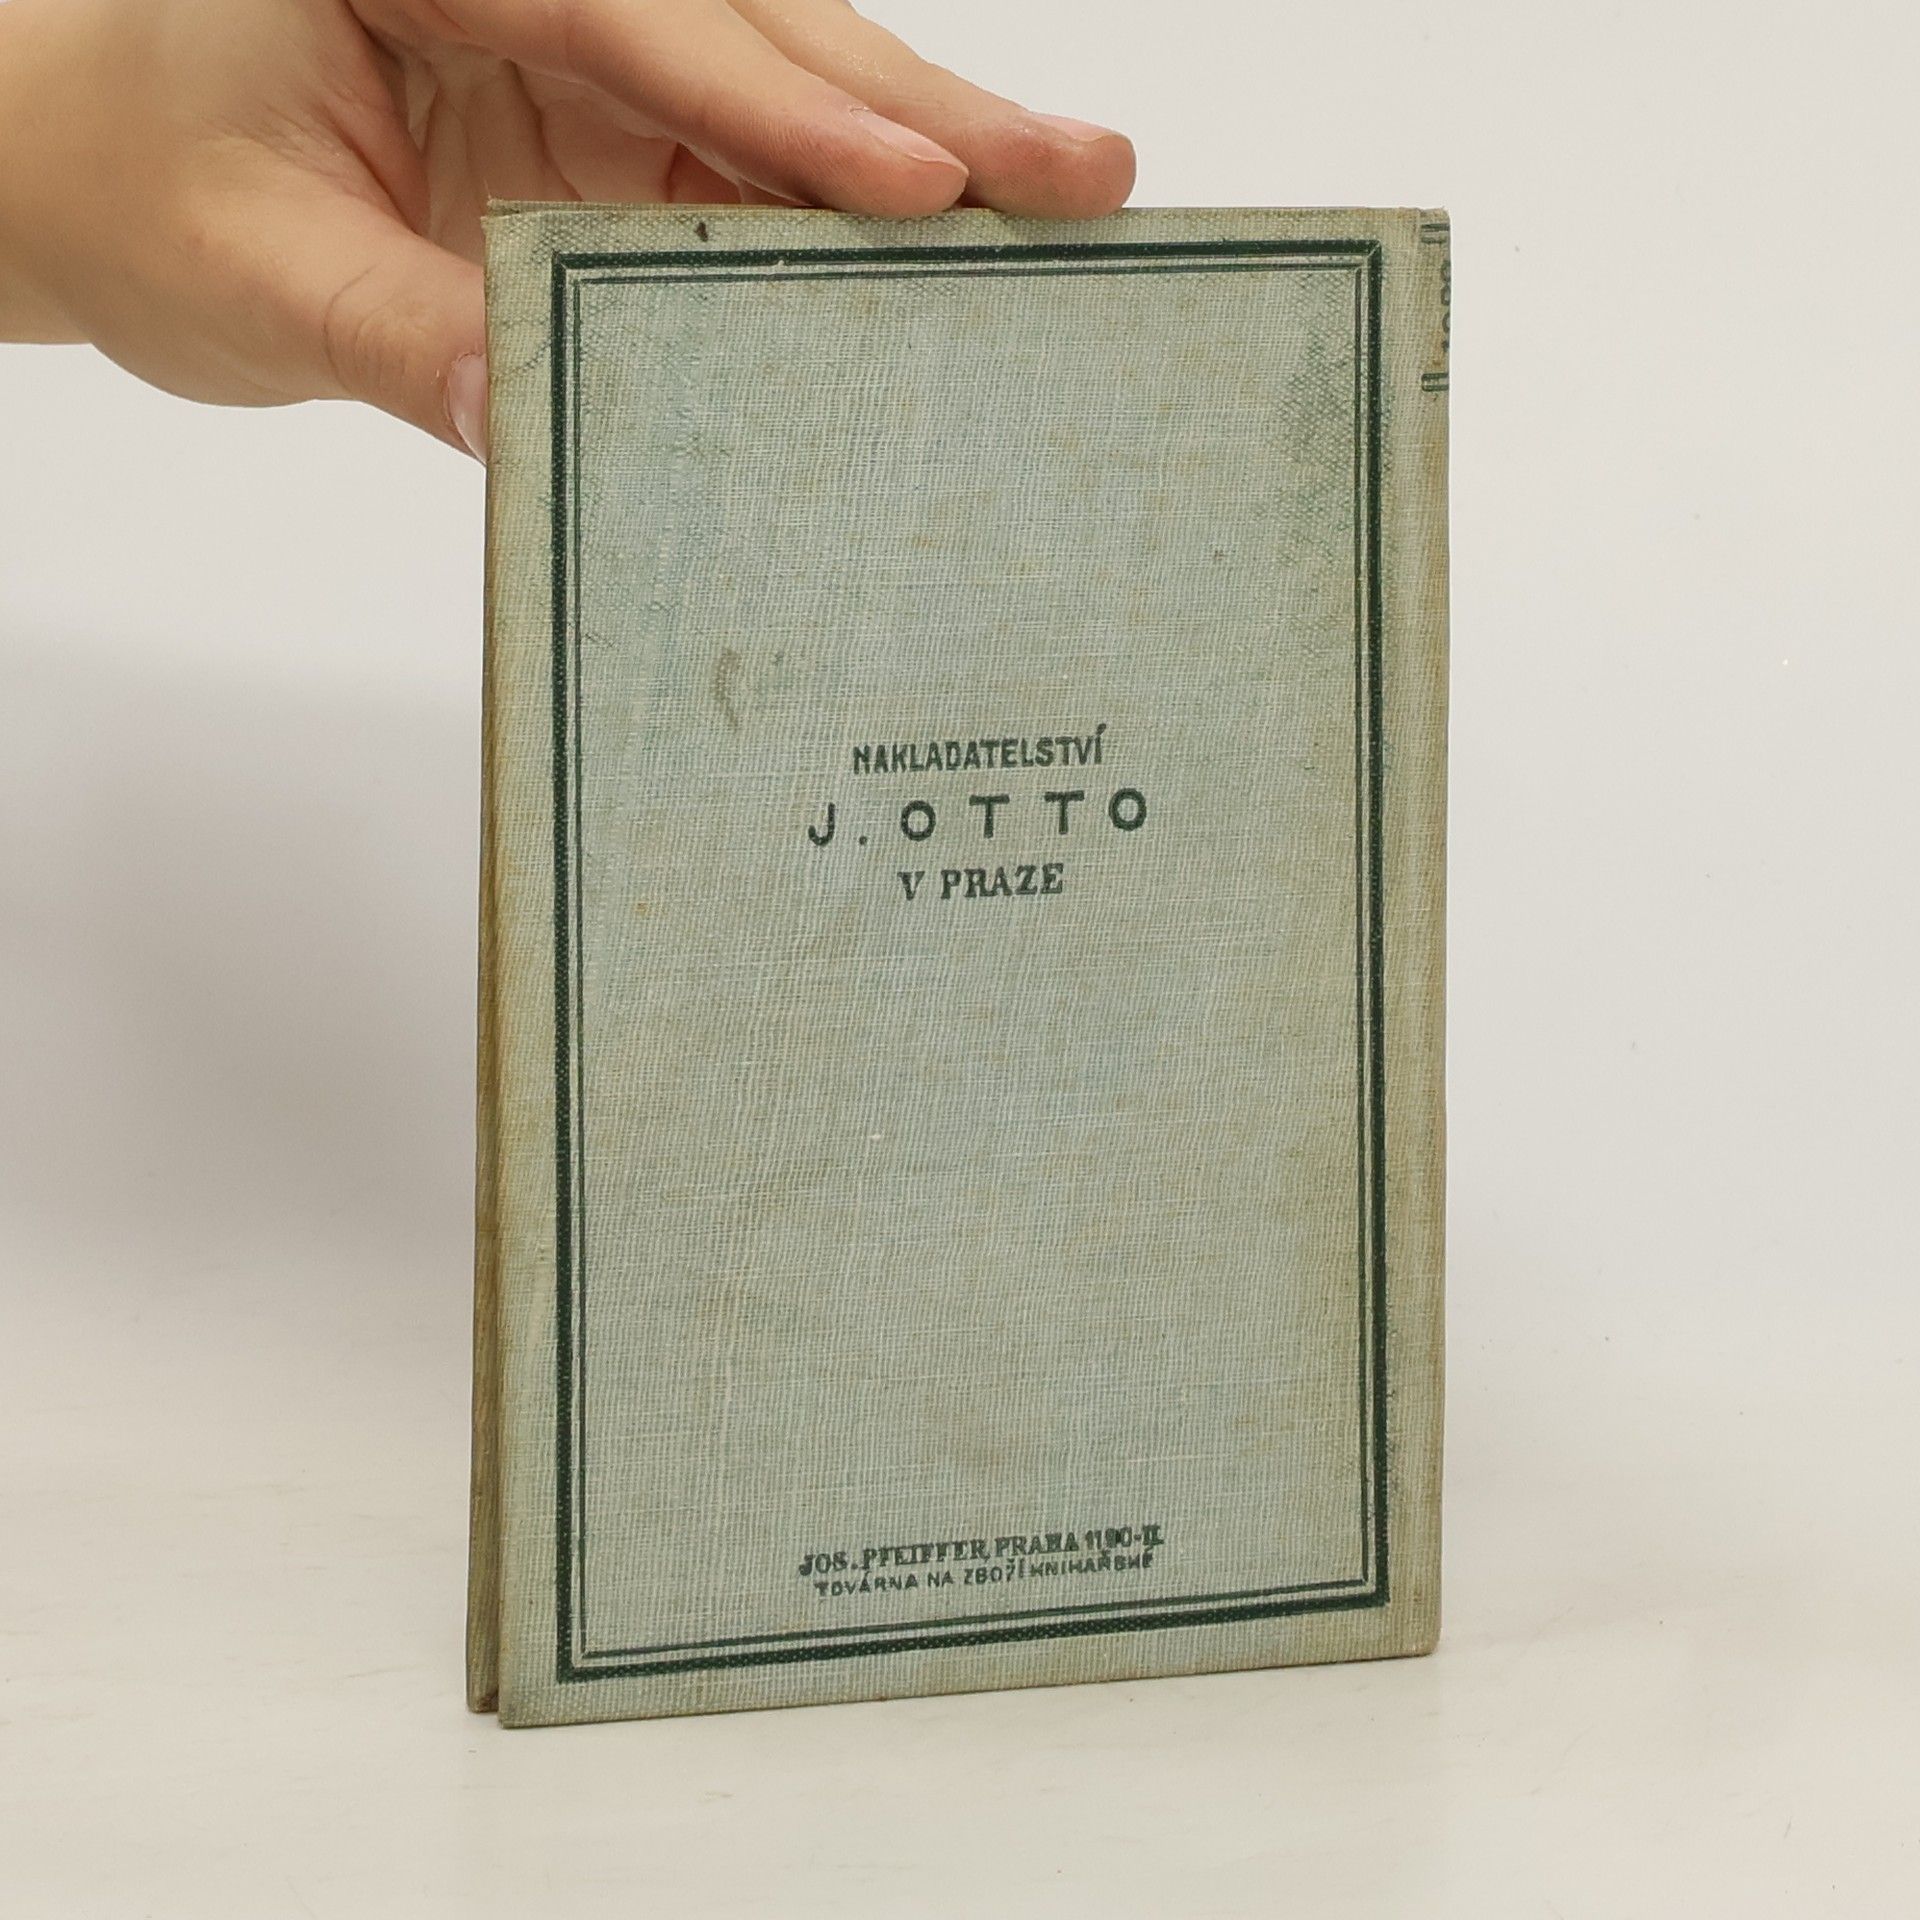 NAKLADATELSTVÍ
J. OTTO
V PRAZE
JOS. PFEIFFER, PRAHA 1190-II.
TOVÁRNA NA ZBOŽÍ KNIHAŘSKÉ